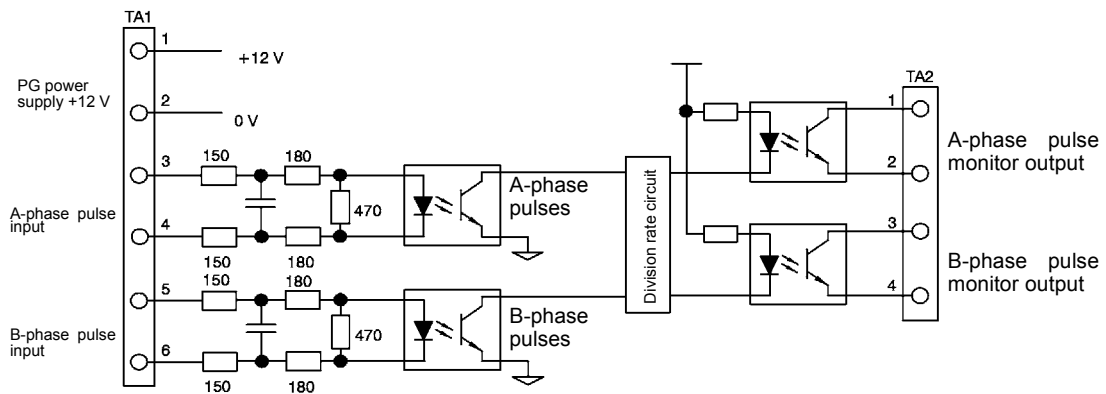 TA1
1
+12 V
PG power
supply +12 V
2
0 V
3
150
180
470
A-phase pulse
input
4
150
180
A-phase
pulses
5
150
180
470
B-phase pulse
input
6
150
180
B-phase
pulses
Division rate circuit
TA2
1
2
A-phase pulse
monitor output
3
4
B-phase pulse
monitor output